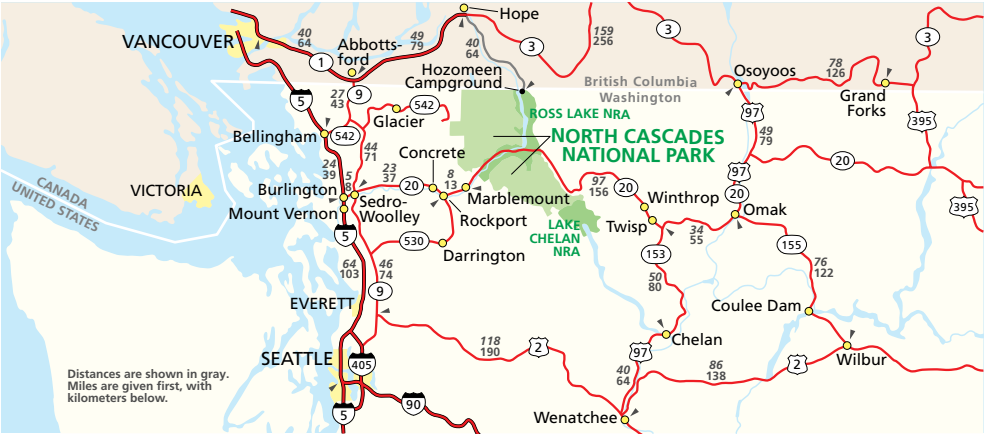 Hope
VANCOUVER
40
64
49
79
40
64
159
256
3
3
3
1
Abbotts-
ford
Hozomeen
Campground
Osoyoos
78
126
Grand
Forks
British Columbia
Washington
5
27
43
9
542
Glacier
542
Bellingham
ROSS LAKE NRA
NORTH CASCADES
NATIONAL PARK
97
49
79
395
20
97
20
24
39
44
71
Concrete
8
13
23
37
20
5
8
Burlington
Mount Vernon
Sedro-
Woolley
Marblemount
Rockport
97
156
20
Winthrop
Twisp
Omak
34
55
395
VICTORIA
CANADA
UNITED STATES
5
530
Darrington
LAKE
CHELAN
NRA
153
155
76
122
64
103
46
74
9
50
80
EVERETT
Coulee Dam
Chelan
118
190
2
97
SEATTLE
405
86
138
2
Wilbur
40
64
Distances are shown in gray.
Miles are given first, with
kilometers below.
5
90
Wenatchee